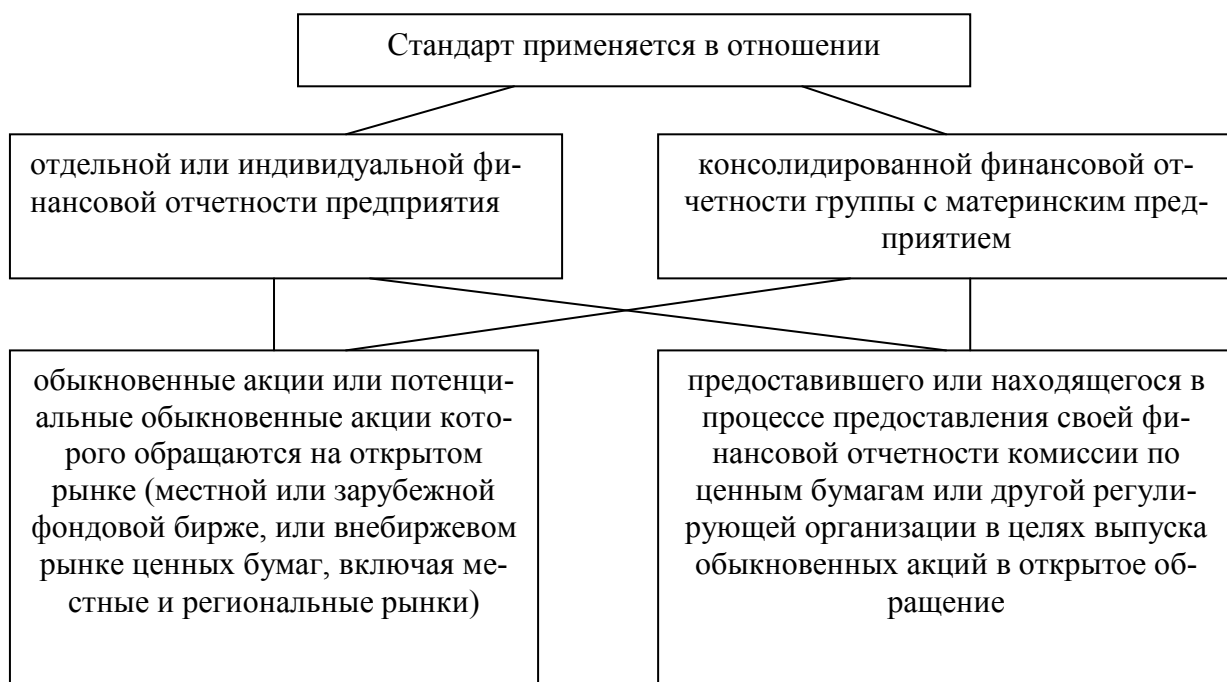 Стандарт применяется в отношении
отдельной или индивидуальной фи-
нансовой отчетности предприятия
консолидированной финансовой от-
четности группы с материнским пред-
приятием
обыкновенные акции или потенци-
альные обыкновенные акции кото-
рого обращаются на открытом
рынке (местной или зарубежной
фондовой бирже, или внебиржевом
рынке ценных бумаг, включая ме-
стные и региональные рынки)
предоставившего или находящегося в
процессе предоставления своей фи-
нансовой отчетности комиссии по
ценным бумагам или другой регули-
рующей организации в целях выпуска
обыкновенных акций в открытое об-
ращение